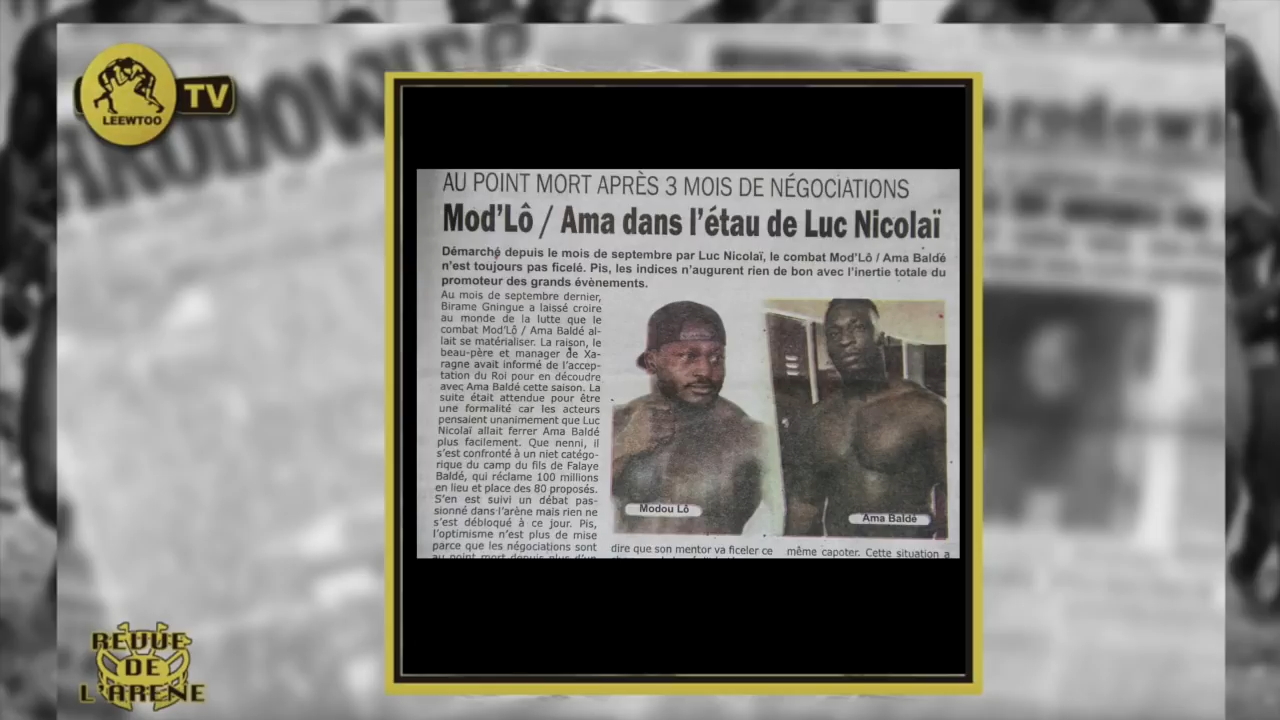 LEEWTOO
TV
AU POINT MORT APRÈS 3 MOIS DE NÉGOCIATIONS
Mod'Lô / Ama dans l'étau de Luc Nicolaï
Démarché depuis le mois de septembre par Luc Nicolaï, le combat Mod'Lô / Ama Baldé
n'est toujours pas ficelé. Pis, les indices n'augurent rien de bon avec l'inertie totale du
promoteur des grands évènements.
Au mois de septembre dernier,
Birame Gningue a laissé croire
au monde de la lutte que le
combat Mod'Lô / Ama Baldé al-
lait se matérialiser. La raison, le
beau-père et manager de Xa-
ragne avait informé de l'accep-
tation du Roi pour en découdre
avec Ama Baldé cette saison. La
suite était attendue pour être
une formalité car les acteurs
pensaient unanimement que Luc
Nicolaï allait ferrer Ama Baldé
plus facilement. Que nenni, il
s'est confronté à un niet catégo-
rique du camp du fils de Falaye
Baldé, qui réclame 100 millions
en lieu et place des 80 proposés.
S'en est suivi un débat pas-
sionné dans l'arène mais rien ne
s'est débloqué à ce jour. Pis,
l'optimisme n'est plus de mise
parce que les négociations sont
au point mort depuis plus d'un
Modou Lô
Ama Baldé
dire que son mentor va ficeler ce
même capoter. Cette situation a
REVUE
DE
L'ARENE